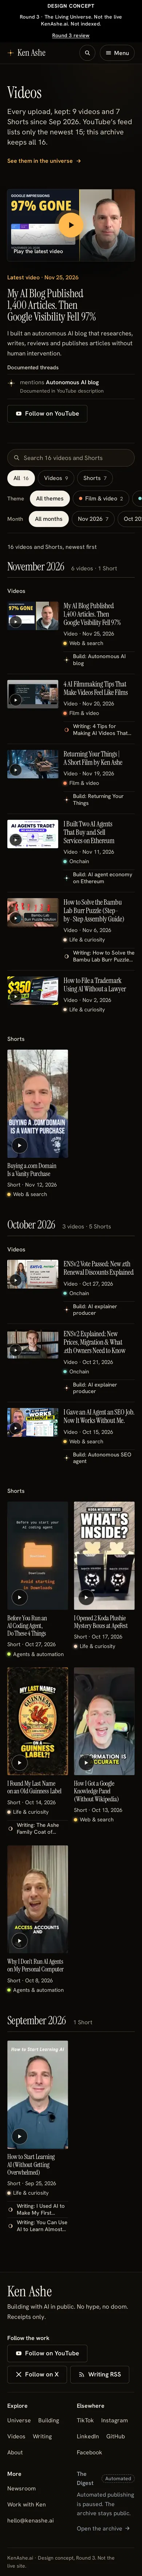 DESIGN CONCEPT
Round 3 · The Living Universe. Not the live
KenAshe.ai. Not indexed.
Round 3 review
Ken Ashe
Menu
Videos
Every upload, kept: 9 videos and 7
Shorts since Sep 2025. YouTube's feed
lists only the newest 15; this archive
keeps all 16.
See them in the universe →
GOOGLE IMPRESSIONS
97% GONE
Play the latest video
Latest video · Nov 25, 2026
My AI Blog Published
1,400 Articles. Then
Google Visibility Fell 97%
I built an autonomous AI blog that researches,
writes, reviews, and publishes articles without
human intervention.
Documented threads
mentions Autonomous AI blog
Documented in YouTube description
Follow on YouTube
Search 16 videos and Shorts
All 16
Videos 9
Shorts 7
Theme
All themes
Film & video 2
Month
All months
Nov 2026 7
16 videos and Shorts, newest first
November 2026
6 videos · 1 Short
Videos
97% GONE
My AI Blog Published
1,400 Articles. Then
Google Visibility Fell 97%
Video · Nov 25, 2026
Web & search
Build: Autonomous AI
blog
4 AI Filmmaking Tips That
Make Videos Feel Like Films
Video · Nov 20, 2026
Film & video
Writing: 4 Tips for
Making AI Videos That…
Returning Your Things |
A Short Film by Ken Ashe
Video · Nov 19, 2026
Film & video
Build: Returning Your
Things
I Built Two AI Agents
That Buy and Sell
Services on Ethereum
Video · Nov 11, 2026
Onchain
Build: AI agent economy
on Ethereum
How to Solve the Bambu
Lab Burr Puzzle (Step-
by-Step Assembly Guide)
Video · Nov 6, 2026
Life & curiosity
Writing: How to Solve the
Bambu Lab Burr Puzzle…
How to File a Trademark
Using AI Without a Lawyer
Video · Nov 2, 2026
Life & curiosity
Shorts
BUYING A .COM DOMAIN
IS A VANITY PURCHASE
Buying a .com Domain
Is a Vanity Purchase
Short · Nov 12, 2026
Web & search
October 2026
3 videos · 5 Shorts
Videos
ENSv2 Vote Passed: New .eth
Renewal Discounts Explained
Video · Oct 27, 2026
Onchain
Build: AI explainer
producer
ENSv2 Explained: New
Prices, Migration & What
.eth Owners Need to Know
Video · Oct 21, 2026
Onchain
Build: AI explainer
producer
I Gave an AI Agent an SEO Job.
Now It Works Without Me.
Video · Oct 15, 2026
Web & search
Build: Autonomous SEO
agent
Shorts
Before you start your
AI coding agent
Avoid starting
in Downloads
Before You Run an
AI Coding Agent,
Do These 4 Things
Short · Oct 27, 2026
Agents & automation
WHAT'S
INSIDE?
I Opened 2 Koda Plushie
Mystery Boxes at ApeFest
Short · Oct 17, 2026
Life & curiosity
MY LAST NAME?
ON A
GUINNESS
LABEL?!
I Found My Last Name
on an Old Guinness Label
Short · Oct 14, 2026
Life & curiosity
Writing: The Ashe
Family Coat of…
How I Got a Google
Knowledge Panel
(Without Wikipedia)
Short · Oct 13, 2026
Web & search
ACCESS ACCOUNTS
AND
Why I Don't Run AI Agents
on My Personal Computer
Short · Oct 8, 2026
Agents & automation
September 2026
1 Short
How to Start Learning AI
How to Start Learning
AI (Without Getting
Overwhelmed)
Short · Sep 25, 2026
Life & curiosity
Writing: I Used AI to
Make My First…
Writing: You Can Use
AI to Learn Almost…
Ken Ashe
Building with AI in public. No hype, no doom.
Receipts only.
Follow the work
Follow on YouTube
Follow on X
Writing RSS
Explore
Universe Building
Videos Writing
About
Elsewhere
TikTok Instagram
LinkedIn GitHub
Facebook
More
Newsroom
Work with Ken
hello@kenashe.ai
The
Digest
Automated
Automated publishing
is paused. The
archive stays public.
Open the archive →
KenAshe.ai · Design concept, Round 3. Not the
live site.